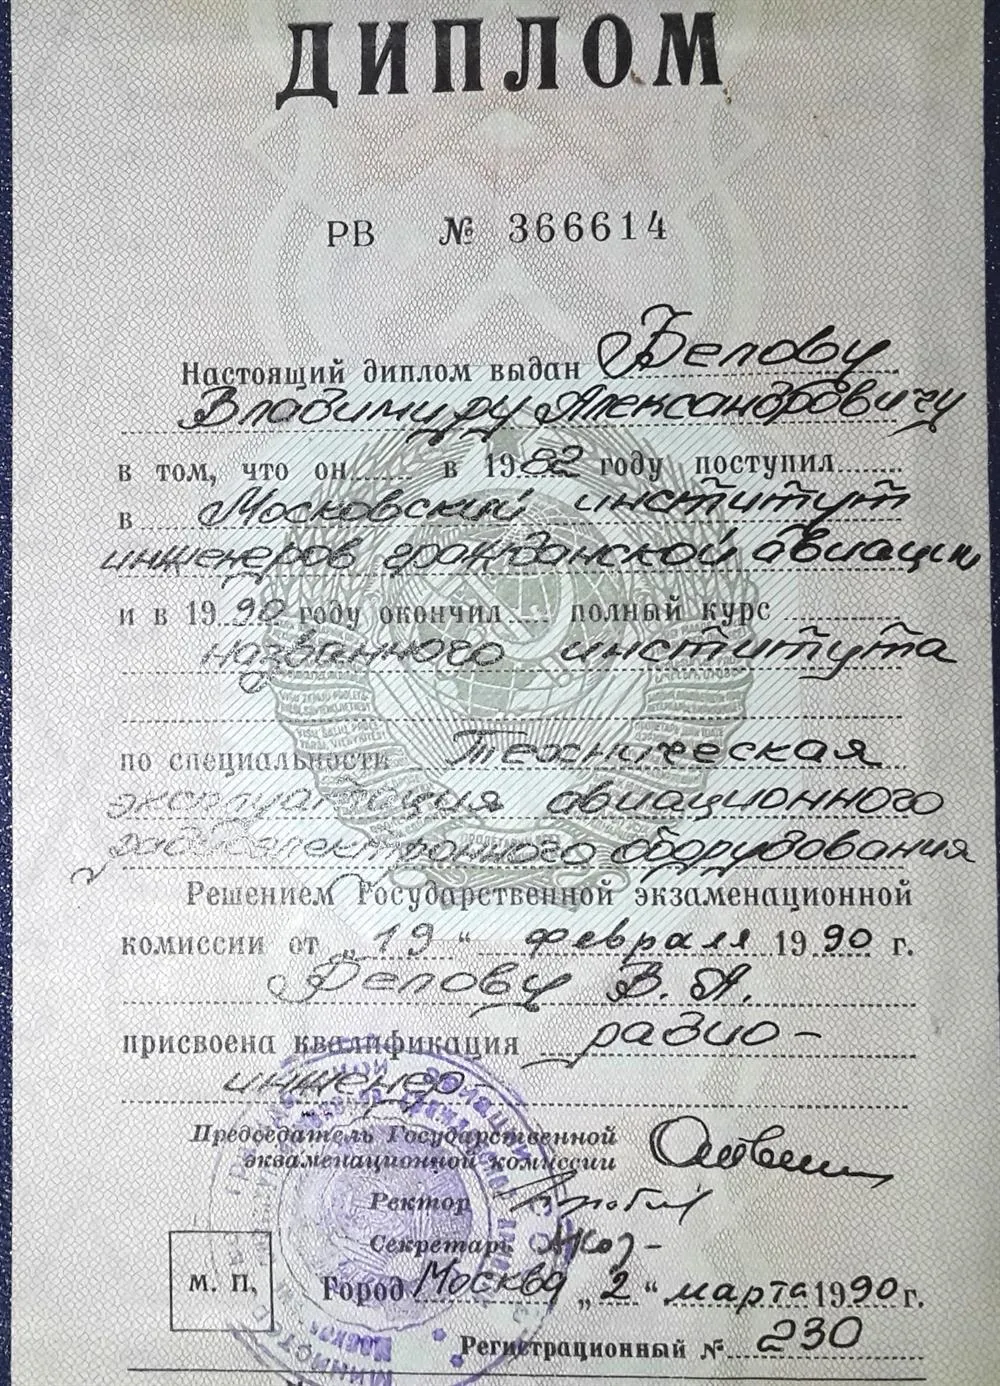 ДИПЛОМ
РВ № 366614
Настоящий диплом выдан Белову
Владимиру Александровичу
в том, что он в 1982 году поступил
в Московский институт
инженеров гражданской авиации
и в 1990 году окончил полный курс
названного института
по специальности Техническая
эксплуатация авиационного
радиоэлектронного оборудования
Решением Государственной экзаменационной
комиссии от „19“ февраля 1990 г.
Белову В. А.
присвоена квалификация радио-
инженер-
Председатель Государственной
экзаменационной комиссии
Ректор
Секретарь
М. П, Город Москва „2“ марта 1990 г.
Регистрационный № 230